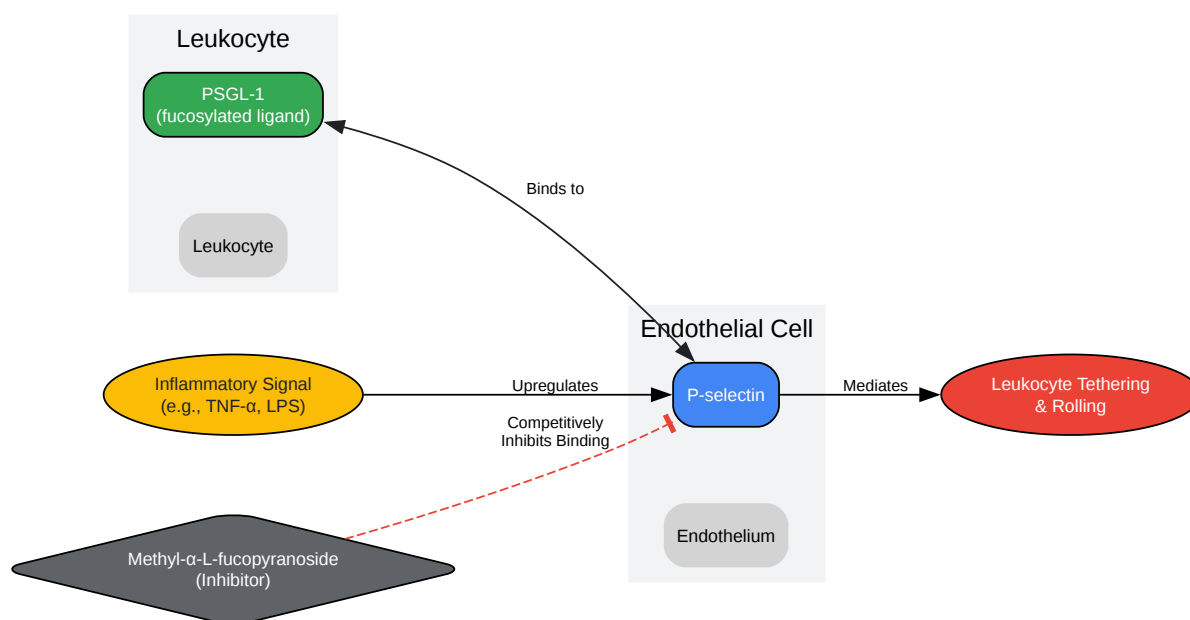 Leukocyte
PSGL-1
(fucosylated ligand)
Binds to
Leukocyte
Endothelial Cell
Inflammatory Signal
(e.g., TNF-α, LPS)
Upregulates
P-selectin
Mediates
Leukocyte Tethering
& Rolling
Competitively
Inhibits Binding
Endothelium
Methyl-α-L-fucopyranoside
(Inhibitor)